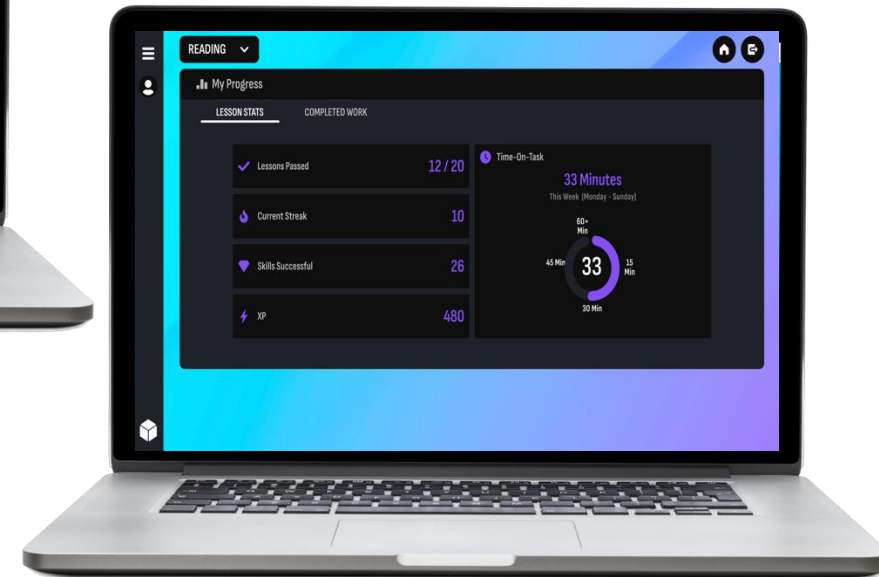 READING
My Progress
LESSON STATS COMPLETED WORK
Lessons Passed 12 / 20
Current Streak 10
Skills Successful 26
XP 480
Time-On-Task
33 Minutes
This Week (Monday - Sunday)
60+
Min
45 Min
33
15
Min
30 Min